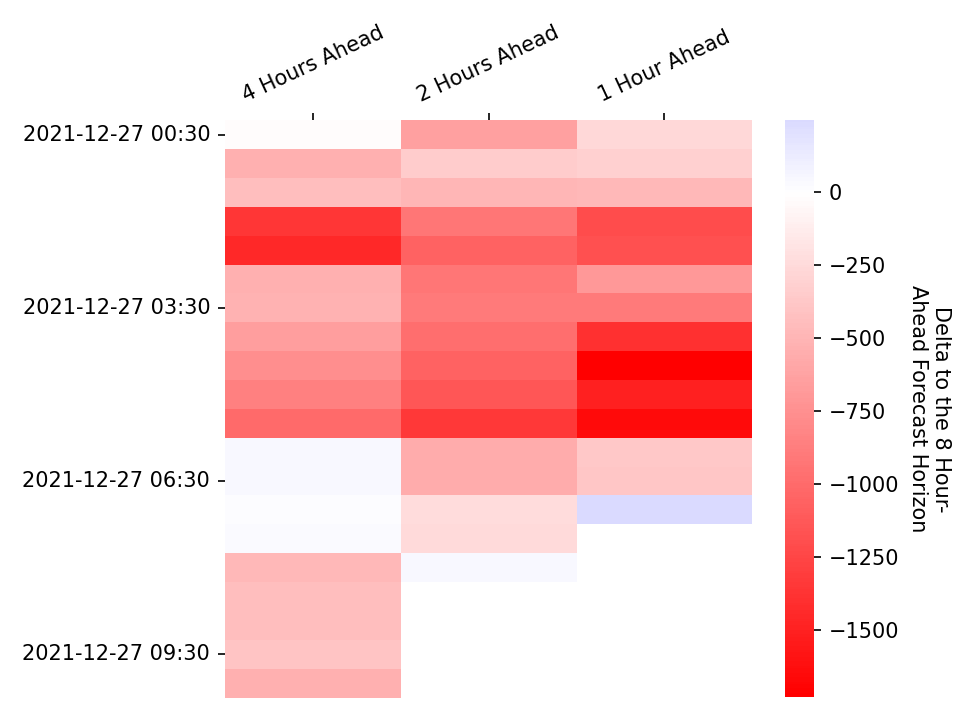 4 Hours Ahead
2 Hours Ahead
1 Hour Ahead
2021-12-27 00:30
2021-12-27 03:30
2021-12-27 06:30
2021-12-27 09:30
0
−250
−500
−750
−1000
−1250
−1500
Delta to the 8 Hour-
Ahead Forecast Horizon